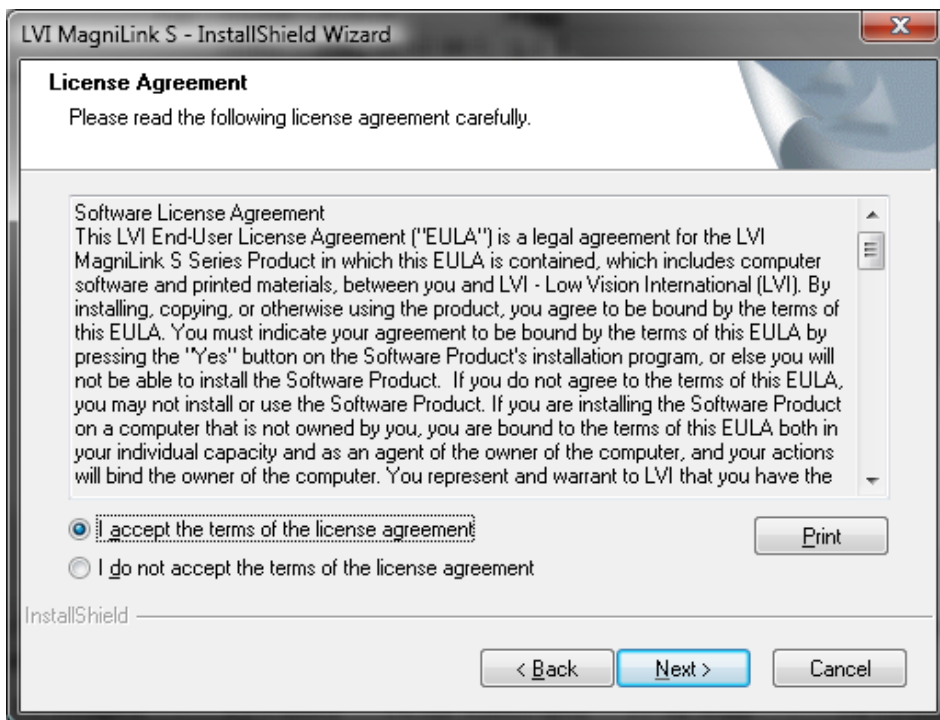 LVI MagniLink S - InstallShield Wizard
License Agreement
Please read the following license agreement carefully.
Software License Agreement
This LVI End-User License Agreement ("EULA") is a legal agreement for the LVI
MagniLink S Series Product in which this EULA is contained, which includes computer
software and printed materials, between you and LVI - Low Vision International (LVI). By
installing, copying, or otherwise using the product, you agree to be bound by the terms of
this EULA. You must indicate your agreement to be bound by the terms of this EULA by
pressing the "Yes" button on the Software Product's installation program, or else you will
not be able to install the Software Product.  If you do not agree to the terms of this EULA,
you may not install or use the Software Product. If you are installing the Software Product
on a computer that is not owned by you, you are bound to the terms of this EULA both in
your individual capacity and as an agent of the owner of the computer, and your actions
will bind the owner of the computer. You represent and warrant to LVI that you have the
I accept the terms of the license agreement
Print
I do not accept the terms of the license agreement
InstallShield
< Back Next > Cancel